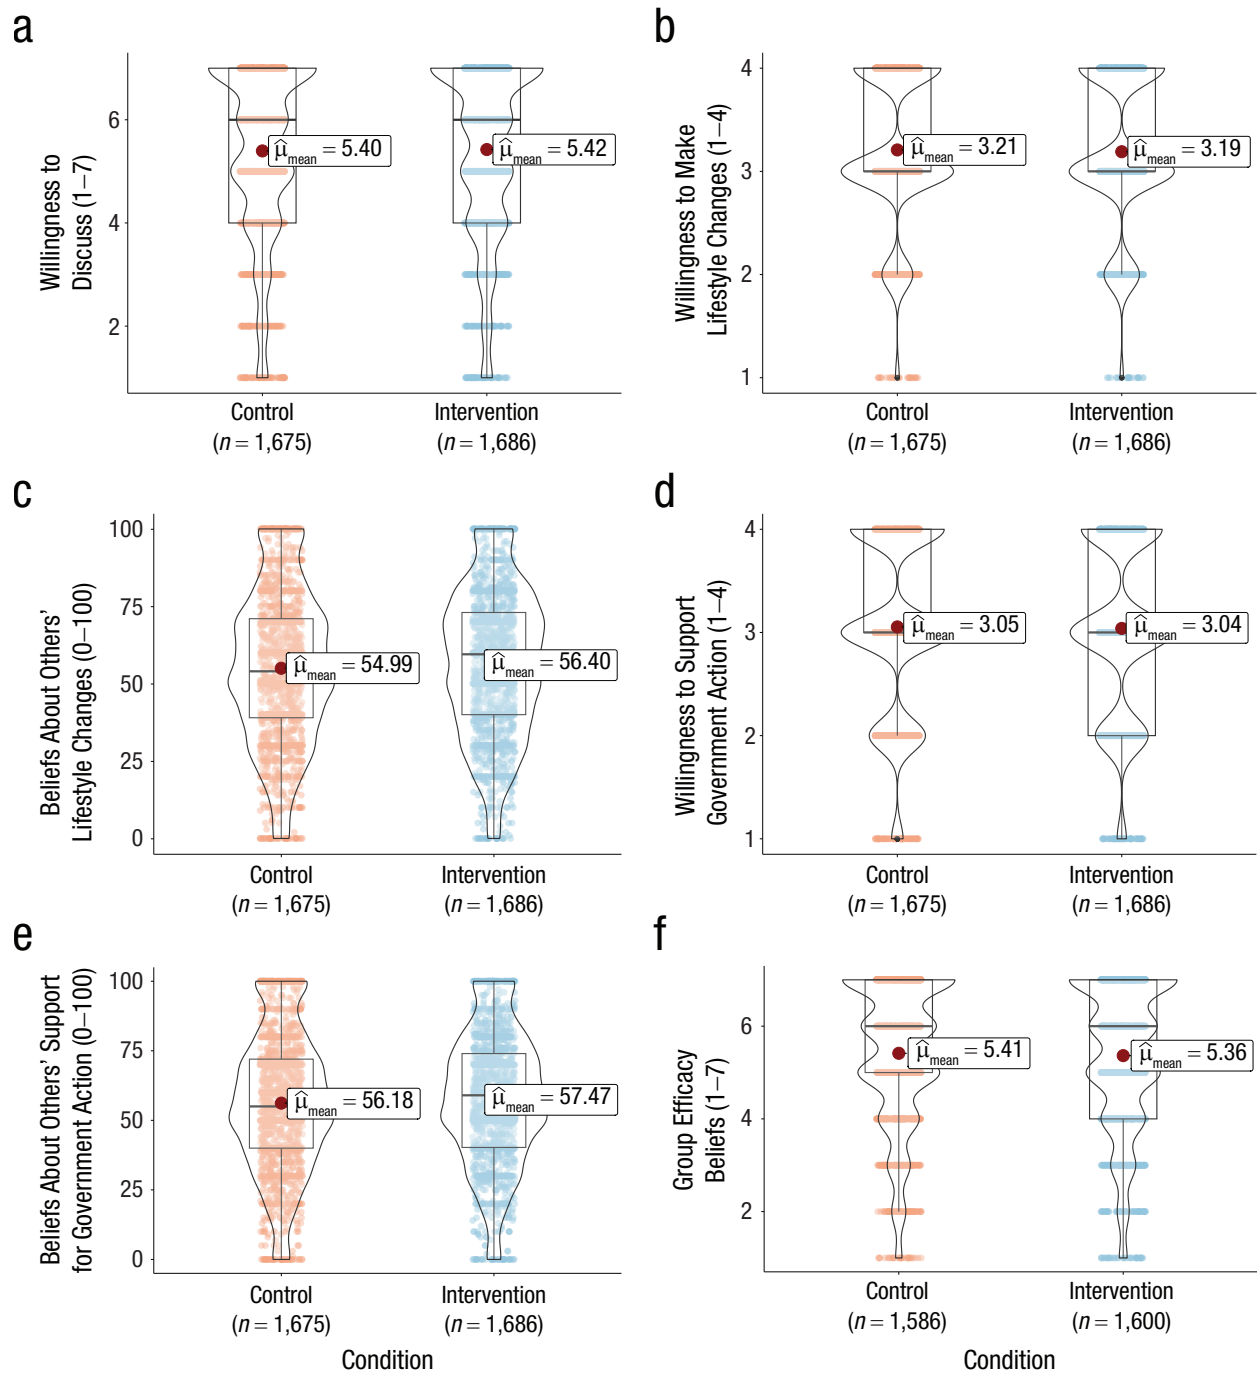 a
Willingness to
Discuss (1–7)
6
4
2
μ̂mean = 5.40
μ̂mean = 5.42
Control
(n = 1,675)
Intervention
(n = 1,686)
b
Willingness to Make
Lifestyle Changes (1–4)
4
3
2
1
μ̂mean = 3.21
μ̂mean = 3.19
Control
(n = 1,675)
Intervention
(n = 1,686)
c
Beliefs About Others’
Lifestyle Changes (0–100)
100
75
50
25
0
μ̂mean = 54.99
μ̂mean = 56.40
Control
(n = 1,675)
Intervention
(n = 1,686)
d
Willingness to Support
Government Action (1–4)
4
3
2
1
μ̂mean = 3.05
μ̂mean = 3.04
Control
(n = 1,675)
Intervention
(n = 1,686)
e
Beliefs About Others’ Support
for Government Action (0–100)
100
75
50
25
0
μ̂mean = 56.18
μ̂mean = 57.47
Control
(n = 1,675)
Intervention
(n = 1,686)
Condition
f
Group Efficacy
Beliefs (1–7)
6
4
2
μ̂mean = 5.41
μ̂mean = 5.36
Control
(n = 1,586)
Intervention
(n = 1,600)
Condition